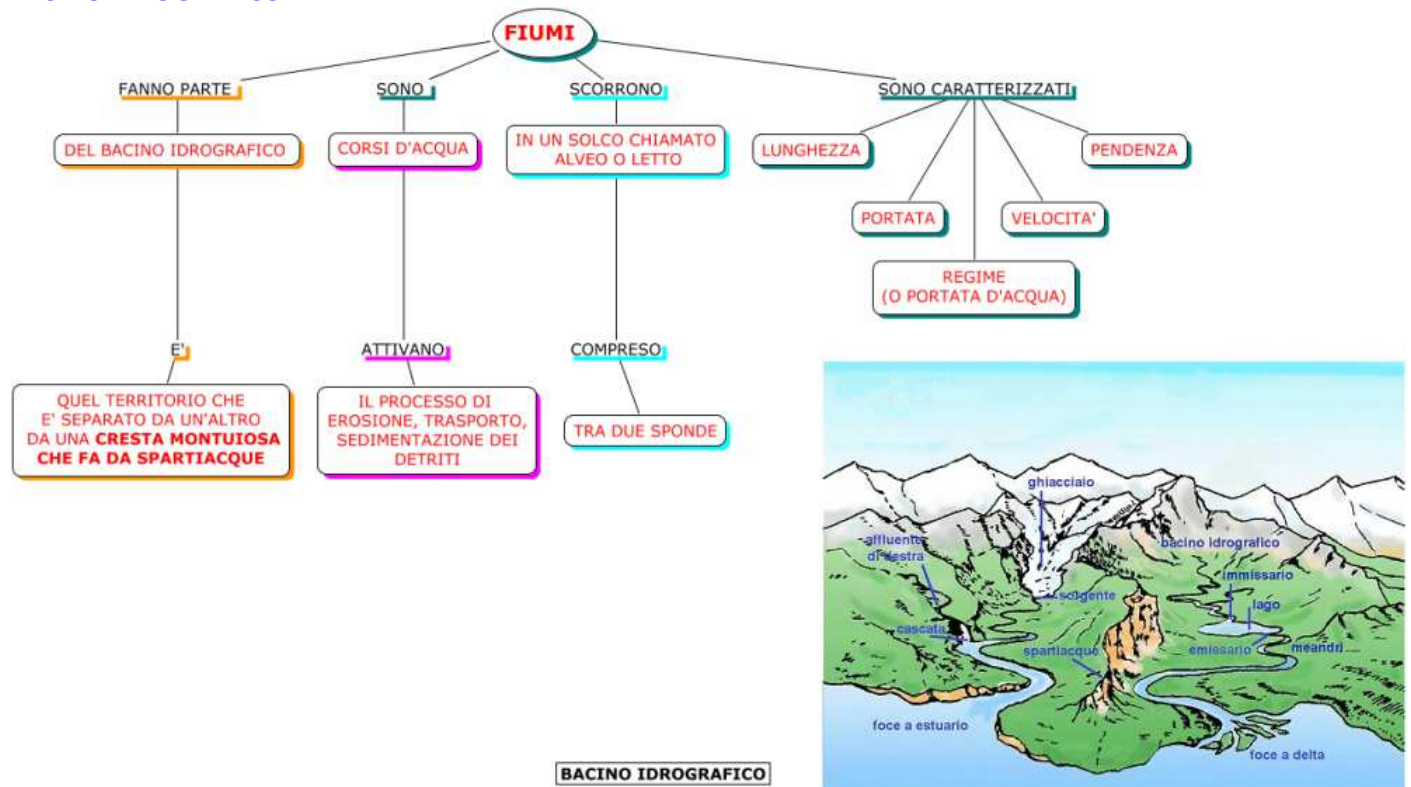 FIUMI
FANNO PARTE
SONO
SCORRONO
SONO CARATTERIZZATI
DEL BACINO IDROGRAFICO
CORSI D'ACQUA
IN UN SOLCO CHIAMATO
ALVEO O LETTO
LUNGHEZZA
PENDENZA
PORTATA
VELOCITA'
REGIME
(O PORTATA D'ACQUA)
E'
ATTIVANO
COMPRESO
QUEL TERRITORIO CHE
E' SEPARATO DA UN'ALTRO
DA UNA CRESTA MONTUIOSA
CHE FA DA SPARTIACQUE
IL PROCESSO DI
EROSIONE, TRASPORTO,
SEDIMENTAZIONE DEI
DETRITI
TRA DUE SPONDE
ghiacciaio
affluente
di destra
bacino idrografico
immissario
sorgente
lago
cascata
spartiacque
emissario
meandri
foce a estuario
foce a delta
BACINO IDROGRAFICO